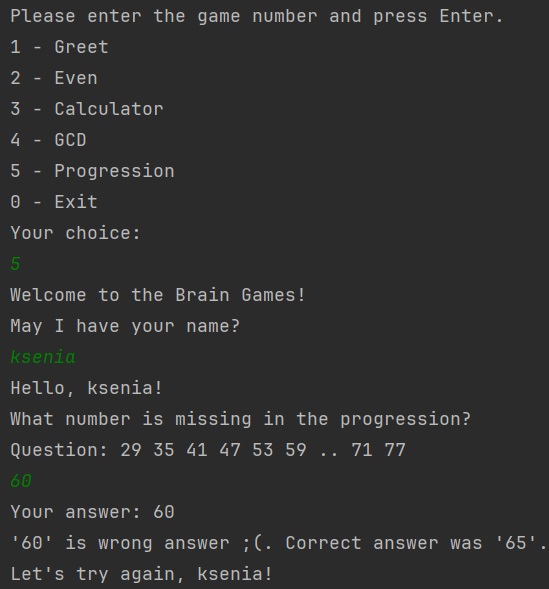 Please enter the game number and press Enter.
1 - Greet
2 - Even
3 - Calculator
4 - GCD
5 - Progression
0 - Exit
Your choice:
5
Welcome to the Brain Games!
May I have your name?
ksenia
Hello, ksenia!
What number is missing in the progression?
Question: 29 35 41 47 53 59 .. 71 77
60
Your answer: 60
'60' is wrong answer ;(. Correct answer was '65'.
Let's try again, ksenia!